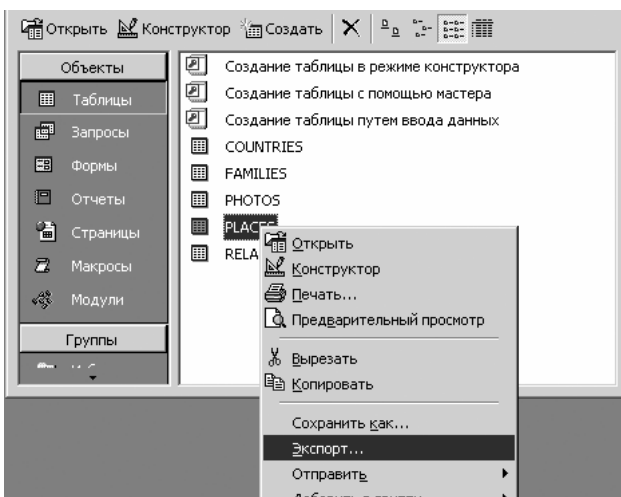 Открыть Конструктор Создать
Объекты
Таблицы
Запросы
Формы
Отчеты
Страницы
Макросы
Модули
Группы
Создание таблицы в режиме конструктора
Создание таблицы с помощью мастера
Создание таблицы путем ввода данных
COUNTRIES
FAMILIES
PHOTOS
PLACES
RELA
Открыть
Конструктор
Печать...
Предварительный просмотр
Вырезать
Копировать
Сохранить как...
Экспорт...
Отправить